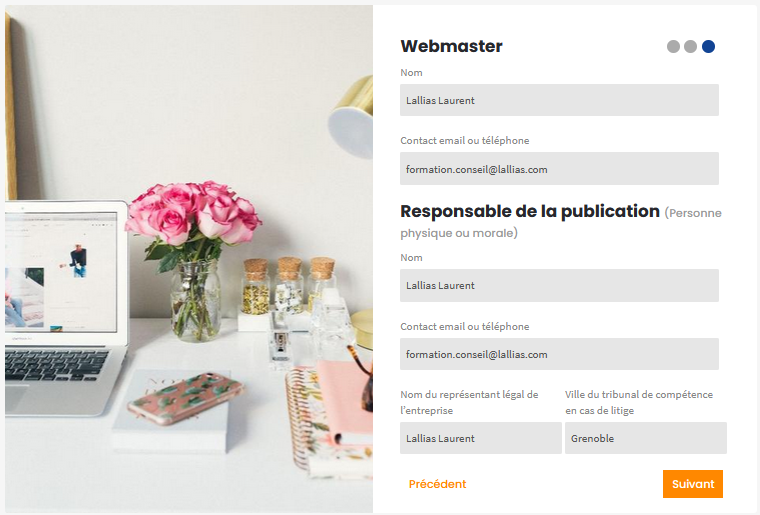 Webmaster
Nom
Lallias Laurent
Contact email ou téléphone
formation.conseil@lallias.com
Responsable de la publication (Personne
physique ou morale)
Nom
Lallias Laurent
Contact email ou téléphone
formation.conseil@lallias.com
Nom du représentant légal de
l'entreprise
Lallias Laurent
Ville du tribunal de compétence
en cas de litige
Grenoble
Précédent
Suivant